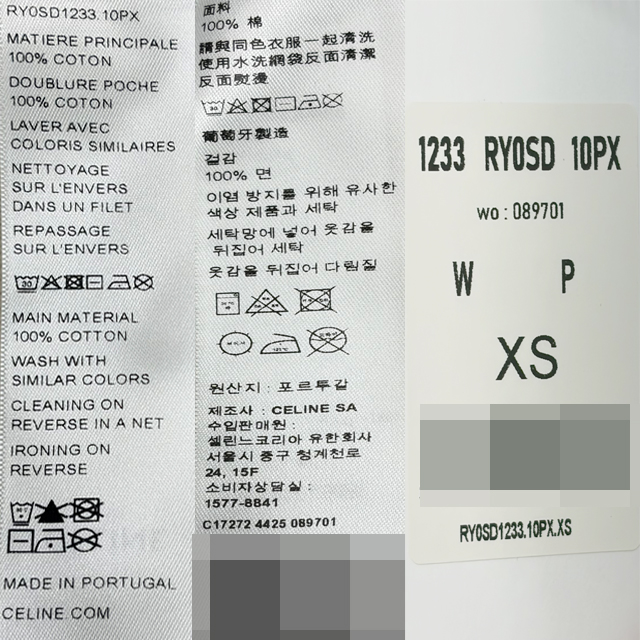 RY0SD1233.10PX
MATIERE PRINCIPALE
100% COTON
DOUBLURE POCHE
100% COTON
LAVER AVEC
COLORIS SIMILAIRES
NETTOYAGE
SUR L'ENVERS
DANS UN FILET
REPASSAGE
SUR L'ENVERS
MAIN MATERIAL
100% COTTON
WASH WITH
SIMILAR COLORS
CLEANING ON
REVERSE IN A NET
IRONING ON
REVERSE
MADE IN PORTUGAL
CELINE.COM
面料
100% 棉
請與同色衣服一起清洗
使用水洗網袋反面清潔
反面熨燙
葡萄牙製造
겉감
100% 면
이염 방지를 위해 유사한
색상 제품과 세탁
세탁망에 넣어 옷감을
뒤집어 세탁
옷감을 뒤집어 다림질
원산지 : 포르투갈
제조사 : CELINE SA
수입판매원 :
셀린느코리아 유한회사
서울시 중구 청계천로
24, 15F
소비자상담실 :
1577-8841
C17272 4425 089701
1233 RY0SD 10PX
wo : 089701
W P
XS
RY0SD1233.10PX.XS